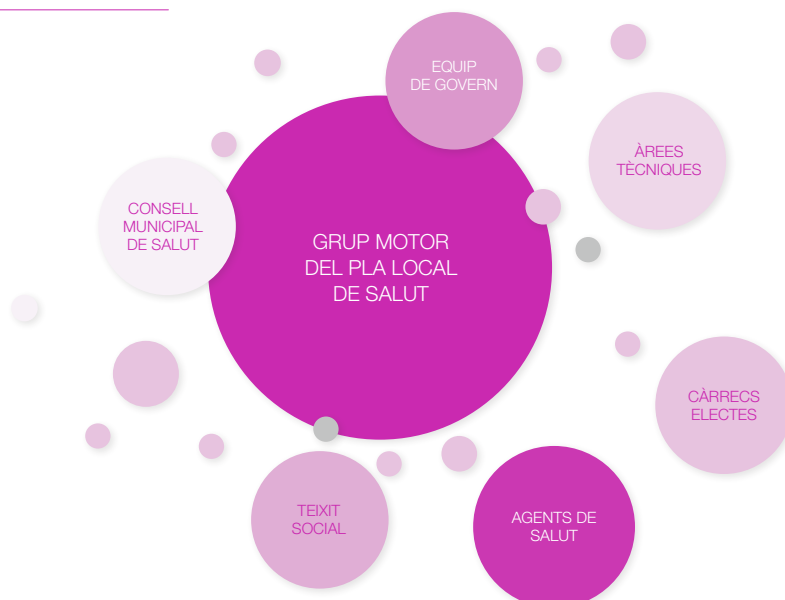 EQUIP
DE GOVERN
ÀREES
TÈCNIQUES
CONSELL
MUNICIPAL
DE SALUT
GRUP MOTOR
DEL PLA LOCAL
DE SALUT
CÀRRECS
ELECTES
TEIXIT
SOCIAL
AGENTS DE
SALUT